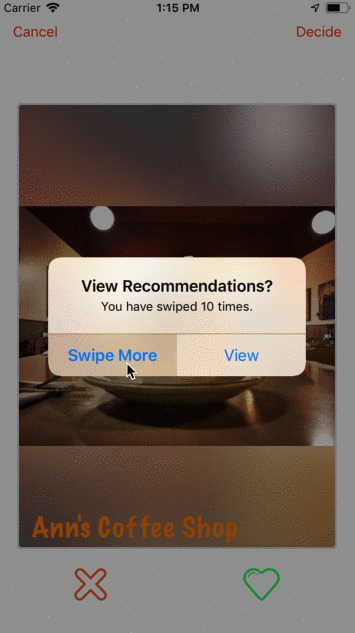 Carrier 1:15 PM
Cancel Decide
View Recommendations?
You have swiped 10 times.
Swipe More View
Ann's Coffee Shop